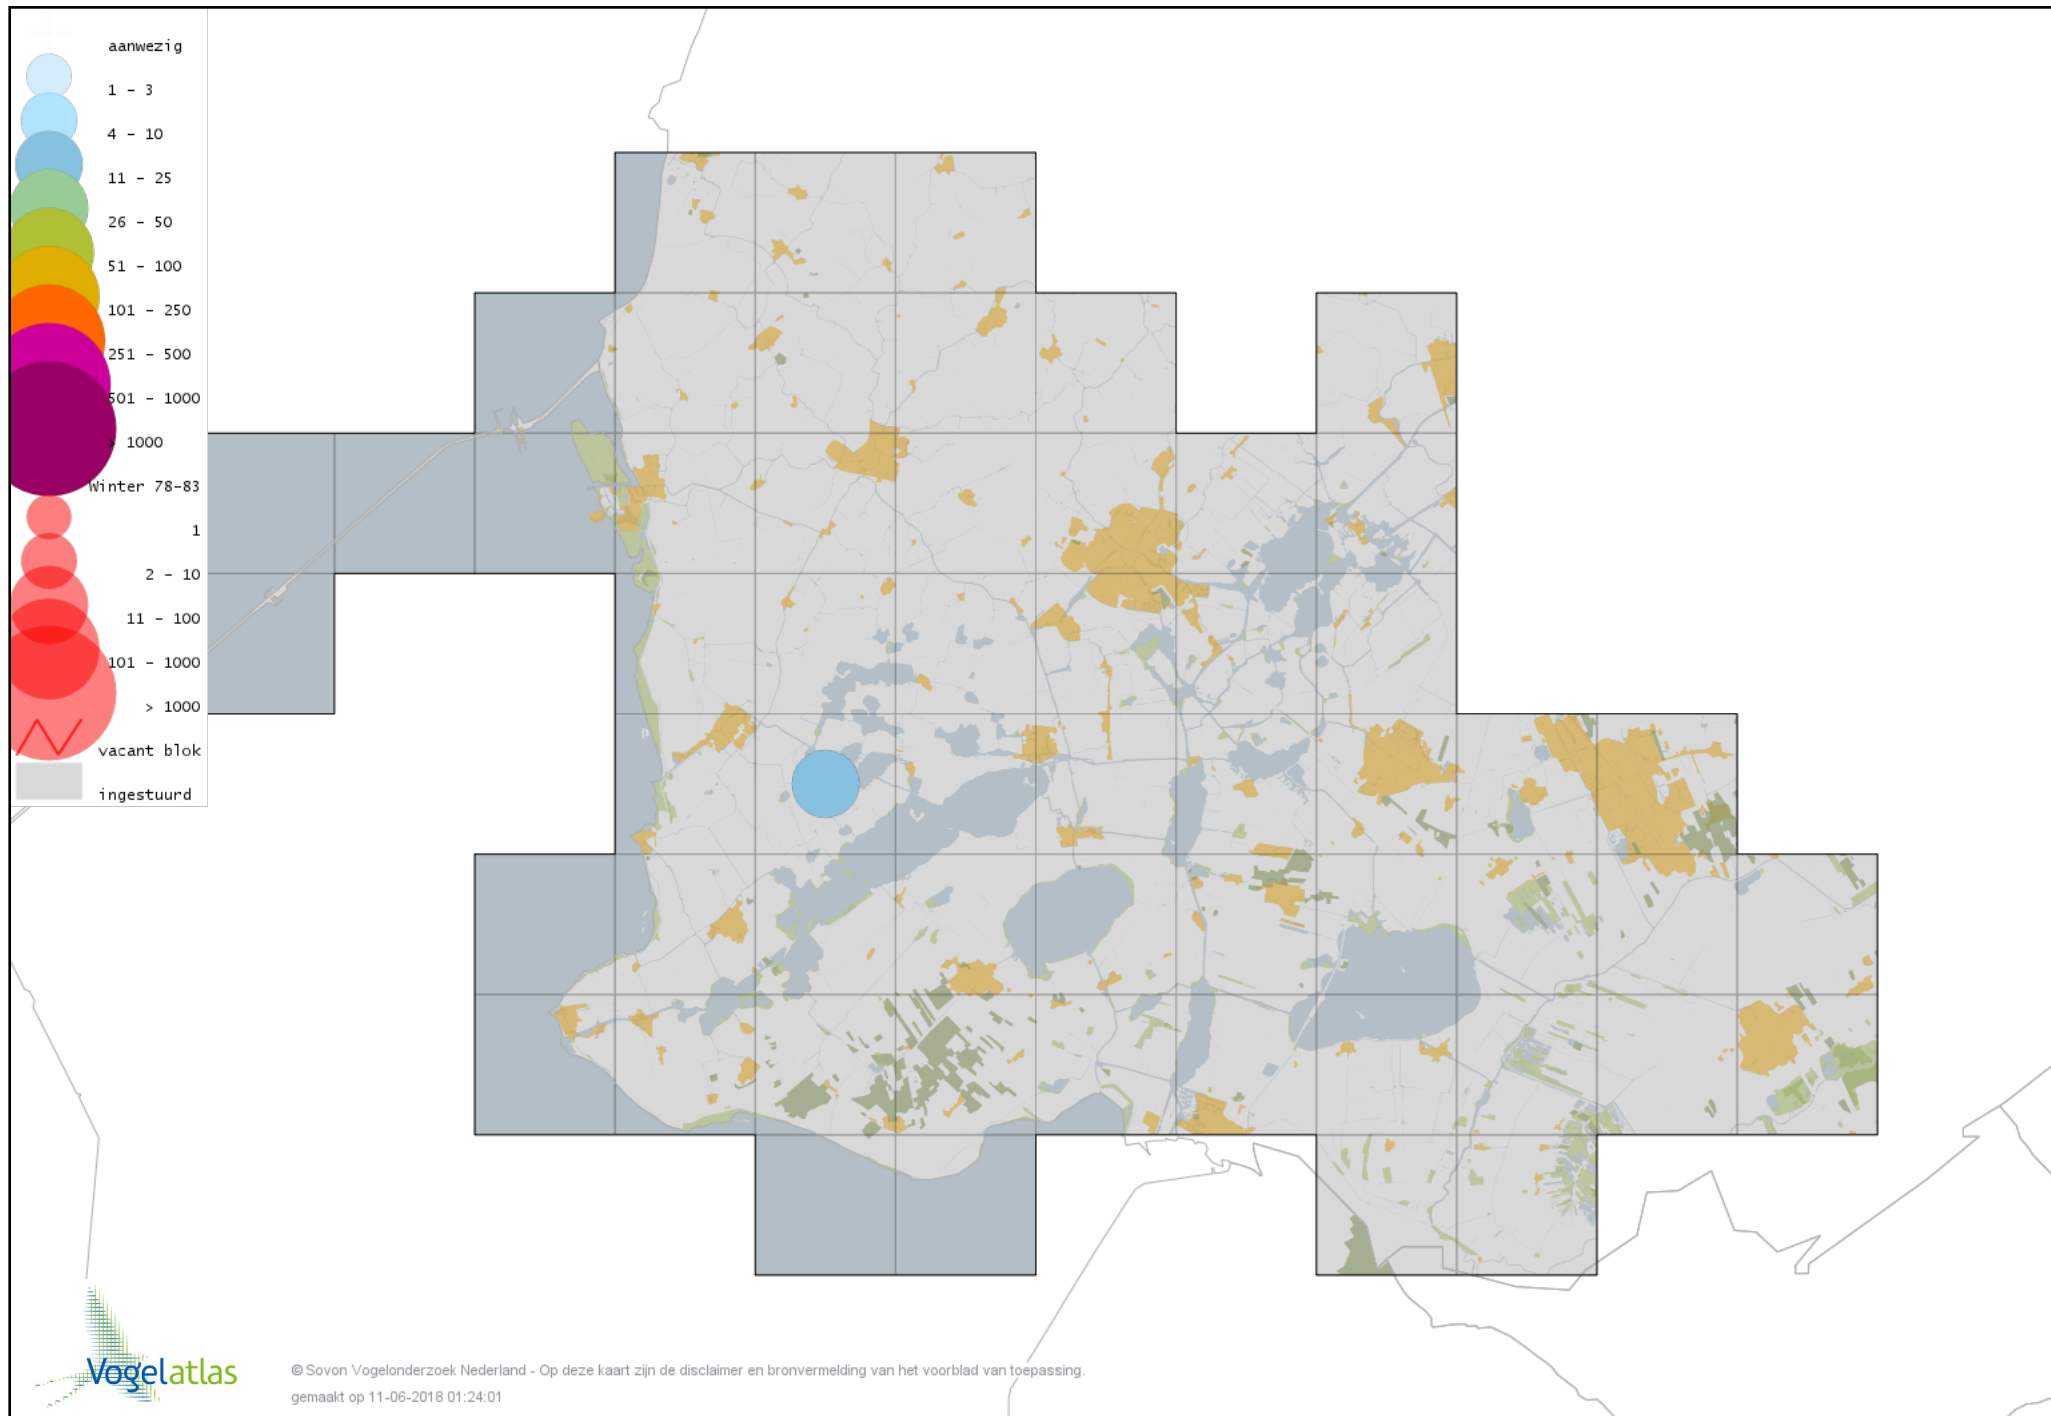 aanwezig
1 – 3
4 – 10
11 – 25
26 – 50
51 – 100
101 – 250
251 – 500
501 – 1000
> 1000
Winter 78-83
1
2 – 10
11 – 100
101 – 1000
> 1000
vacant blok
ingestuurd
Vogelatlas
© Sovon Vogelonderzoek Nederland - Op deze kaart zijn de disclaimer en bronvermelding van het voorblad van toepassing.
gemaakt op 11-06-2018 01:24:01